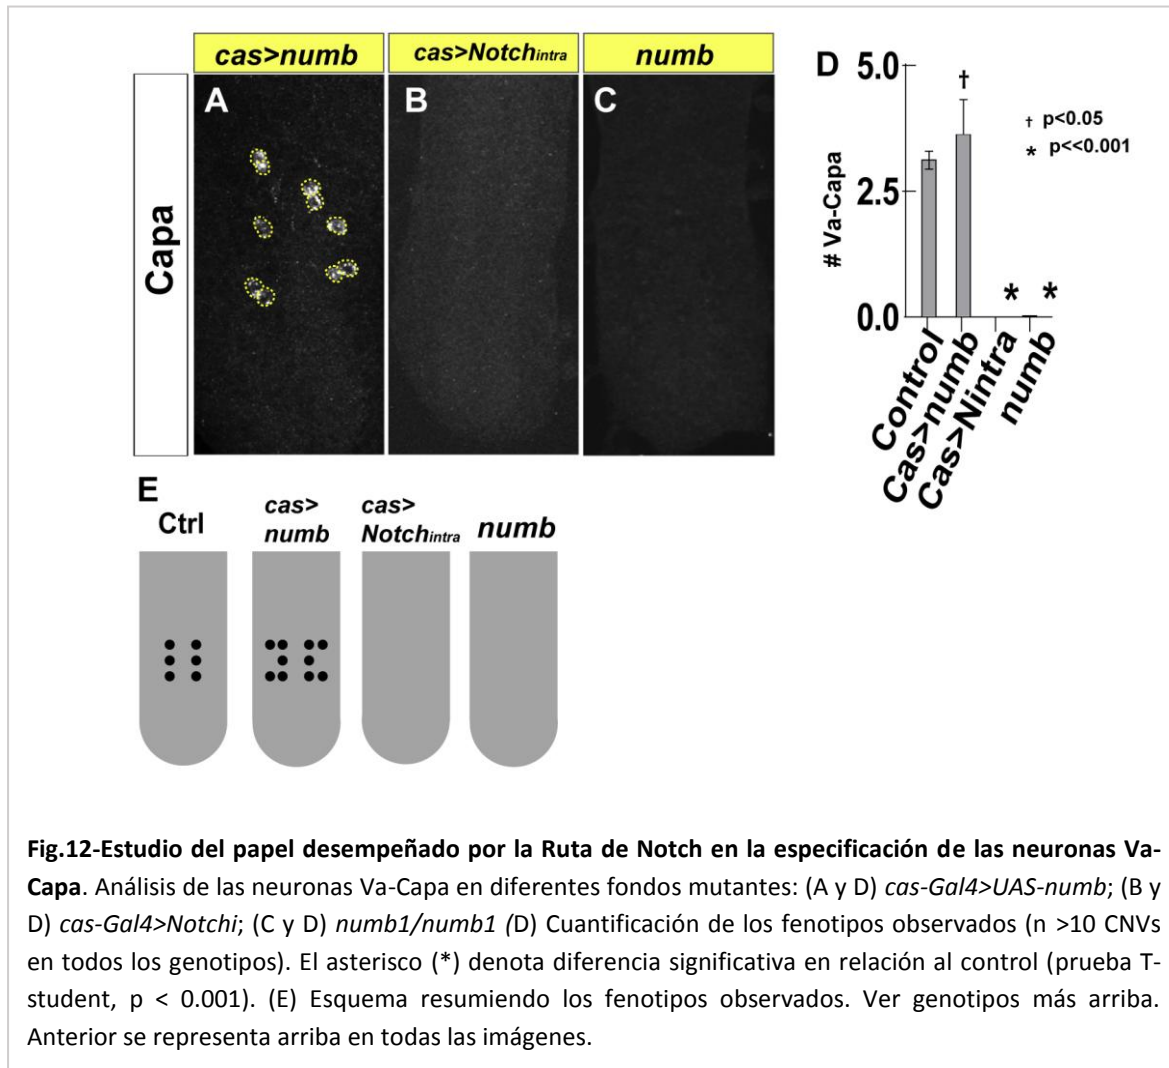 cas>numb
cas>Notchintra
numb
A
B
C
Capa
D
5.0
2.5
0.0
# Va-Capa
† p<0.05
* p<<0.001
†
*
*
Control
Cas>numb
Cas>Nintra
numb
E
Ctrl
cas>
numb
cas>
Notchintra
numb
Fig.12-Estudio del papel desempeñado por la Ruta de Notch en la especificación de las neuronas Va-
Capa. Análisis de las neuronas Va-Capa en diferentes fondos mutantes: (A y D) cas-Gal4>UAS-numb; (B y
D) cas-Gal4>Notchi; (C y D) numb1/numb1 (D) Cuantificación de los fenotipos observados (n >10 CNVs
en todos los genotipos). El asterisco (*) denota diferencia significativa en relación al control (prueba T-
student, p < 0.001). (E) Esquema resumiendo los fenotipos observados. Ver genotipos más arriba.
Anterior se representa arriba en todas las imágenes.